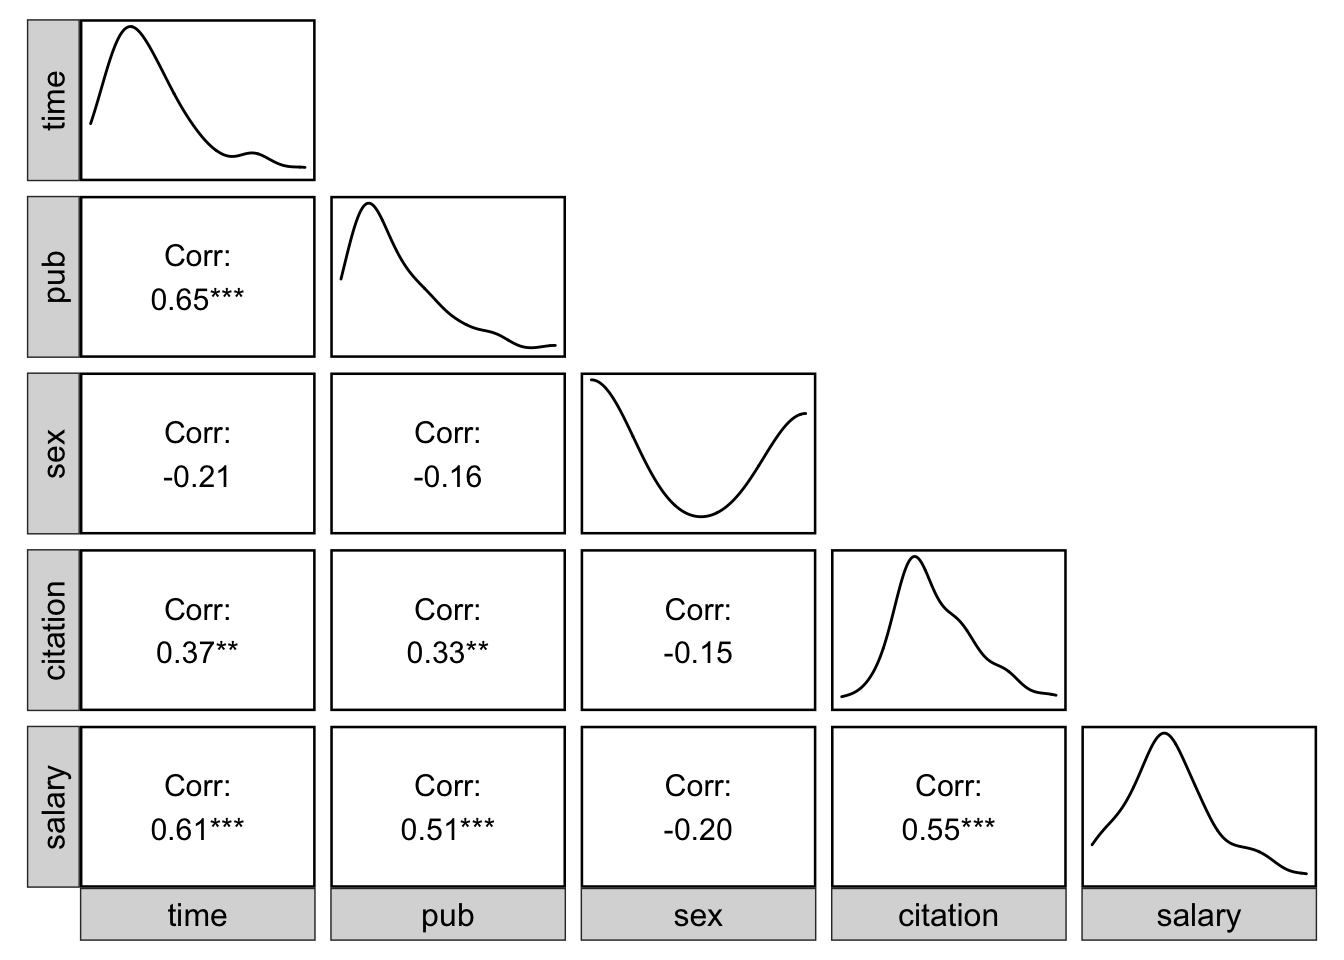 time
pub
Corr:
0.65***
sex
Corr:
-0.21
Corr:
-0.16
citation
Corr:
0.37**
Corr:
0.33**
Corr:
-0.15
salary
Corr:
0.61***
Corr:
0.51***
Corr:
-0.20
Corr:
0.55***
time
pub
sex
citation
salary